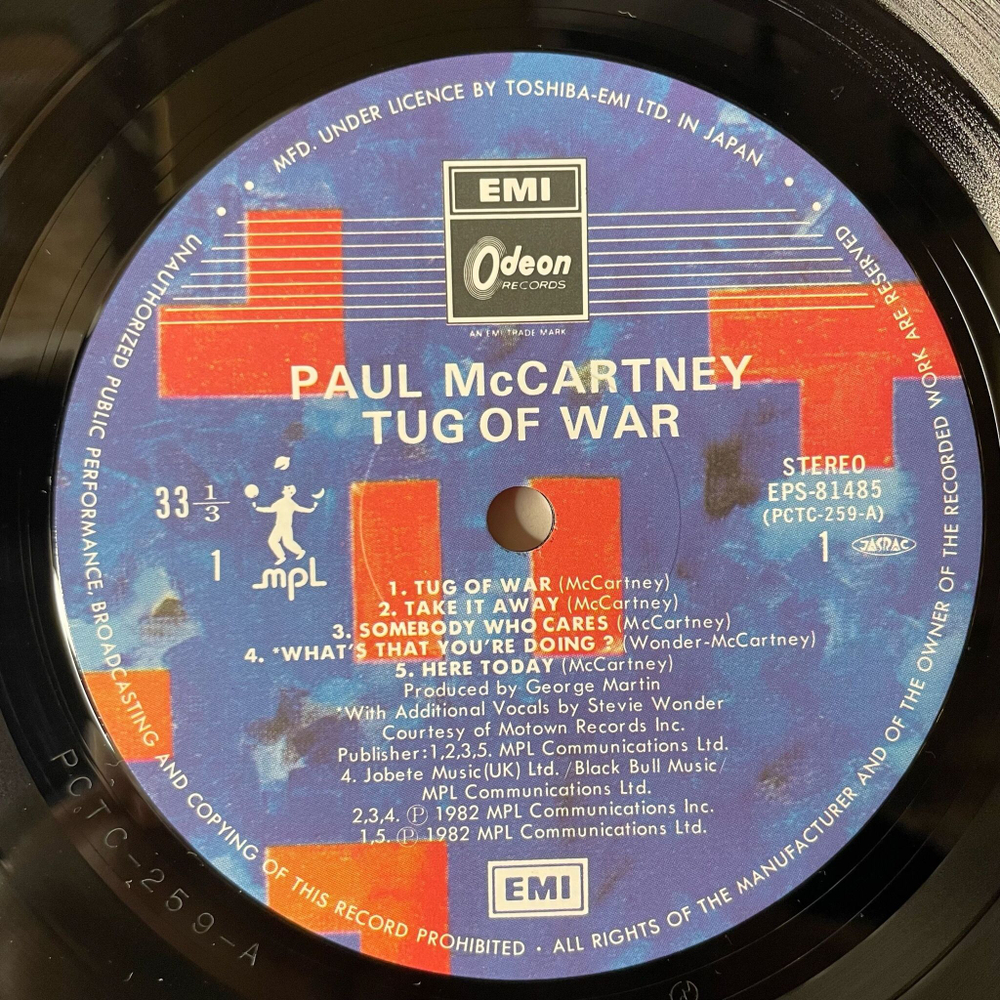 MFD. UNDER LICENCE BY TOSHIBA-EMI LTD. IN JAPAN
EMI
Odeon
RECORDS
AN EMI TRADE MARK
PAUL McCARTNEY
TUG OF WAR
33 1/3
1
mpL
STEREO
EPS-81485
(PCTC-259-A)
1 JASRAC
1. TUG OF WAR (McCartney)
2. TAKE IT AWAY (McCartney)
3. SOMEBODY WHO CARES (McCartney)
4. *WHAT'S THAT YOU'RE DOING ? (Wonder-McCartney)
5. HERE TODAY (McCartney)
Produced by George Martin
*With Additional Vocals by Stevie Wonder
Courtesy of Motown Records Inc.
Publisher:1,2,3,5. MPL Communications Ltd.
4. Jobete Music(UK) Ltd./Black Bull Music/
MPL Communications Ltd.
2,3,4. Ⓟ 1982 MPL Communications Inc.
1,5. Ⓟ 1982 MPL Communications Ltd.
EMI
UNAUTHORIZED PUBLIC PERFORMANCE, BROADCASTING AND COPYING OF THIS RECORD PROHIBITED · ALL RIGHTS OF THE MANUFACTURER AND OF THE OWNER OF THE RECORDED WORK ARE RESERVED
PCTC-259-A
4